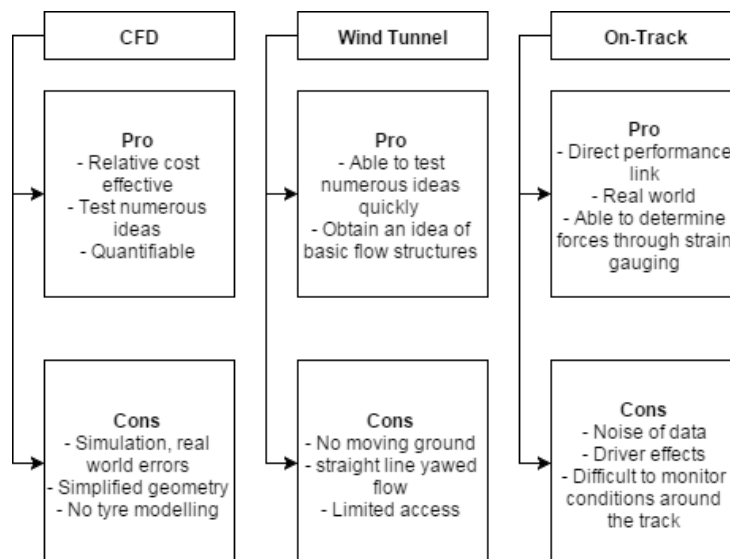 CFD
Pro
- Relative cost
effective
- Test numerous
ideas
- Quantifiable
Cons
- Simulation, real
world errors
- Simplified geometry
- No tyre modelling
Wind Tunnel
Pro
- Able to test
numerous ideas
quickly
- Obtain an idea of
basic flow structures
Cons
- No moving ground
- straight line yawed
flow
- Limited access
On-Track
Pro
- Direct performance
link
- Real world
- Able to determine
forces through strain
gauging
Cons
- Noise of data
- Driver effects
- Difficult to monitor
conditions around
the track